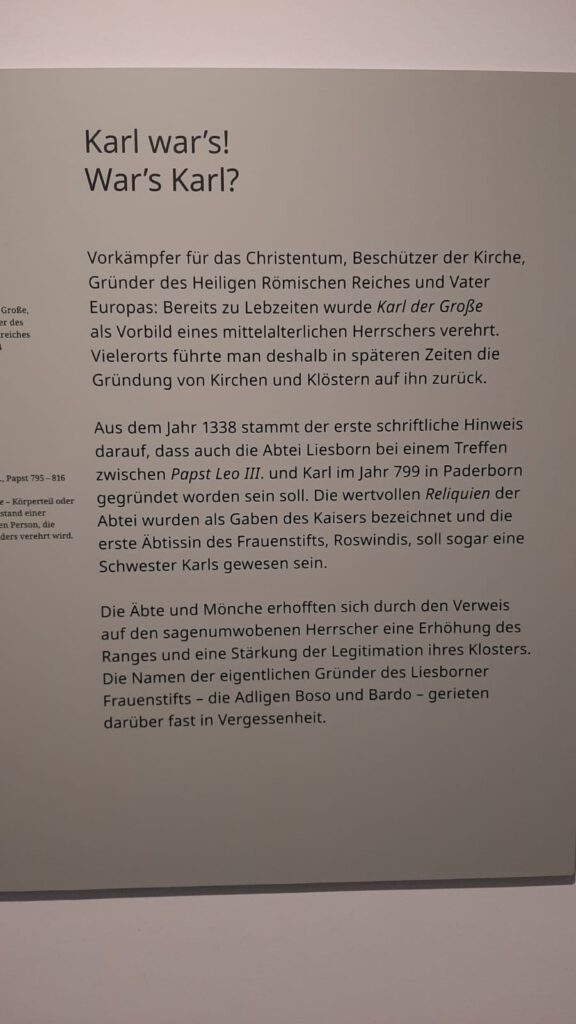 Karl war’s!
War’s Karl?
Vorkämpfer für das Christentum, Beschützer der Kirche,
Gründer des Heiligen Römischen Reiches und Vater
Europas: Bereits zu Lebzeiten wurde Karl der Große
als Vorbild eines mittelalterlichen Herrschers verehrt.
Vielerorts führte man deshalb in späteren Zeiten die
Gründung von Kirchen und Klöstern auf ihn zurück.
Aus dem Jahr 1338 stammt der erste schriftliche Hinweis
darauf, dass auch die Abtei Liesborn bei einem Treffen
zwischen Papst Leo III. und Karl im Jahr 799 in Paderborn
gegründet worden sein soll. Die wertvollen Reliquien der
Abtei wurden als Gaben des Kaisers bezeichnet und die
erste Äbtissin des Frauenstifts, Roswindis, soll sogar eine
Schwester Karls gewesen sein.
Die Äbte und Mönche erhofften sich durch den Verweis
auf den sagenumwobenen Herrscher eine Erhöhung des
Ranges und eine Stärkung der Legitimation ihres Klosters.
Die Namen der eigentlichen Gründer des Liesborner
Frauenstifts – die Adligen Boso und Bardo – gerieten
darüber fast in Vergessenheit.
Große,
des
reiches
, Papst 795 – 816
– Körperteil oder
stand einer
en Person, die
ders verehrt wird.